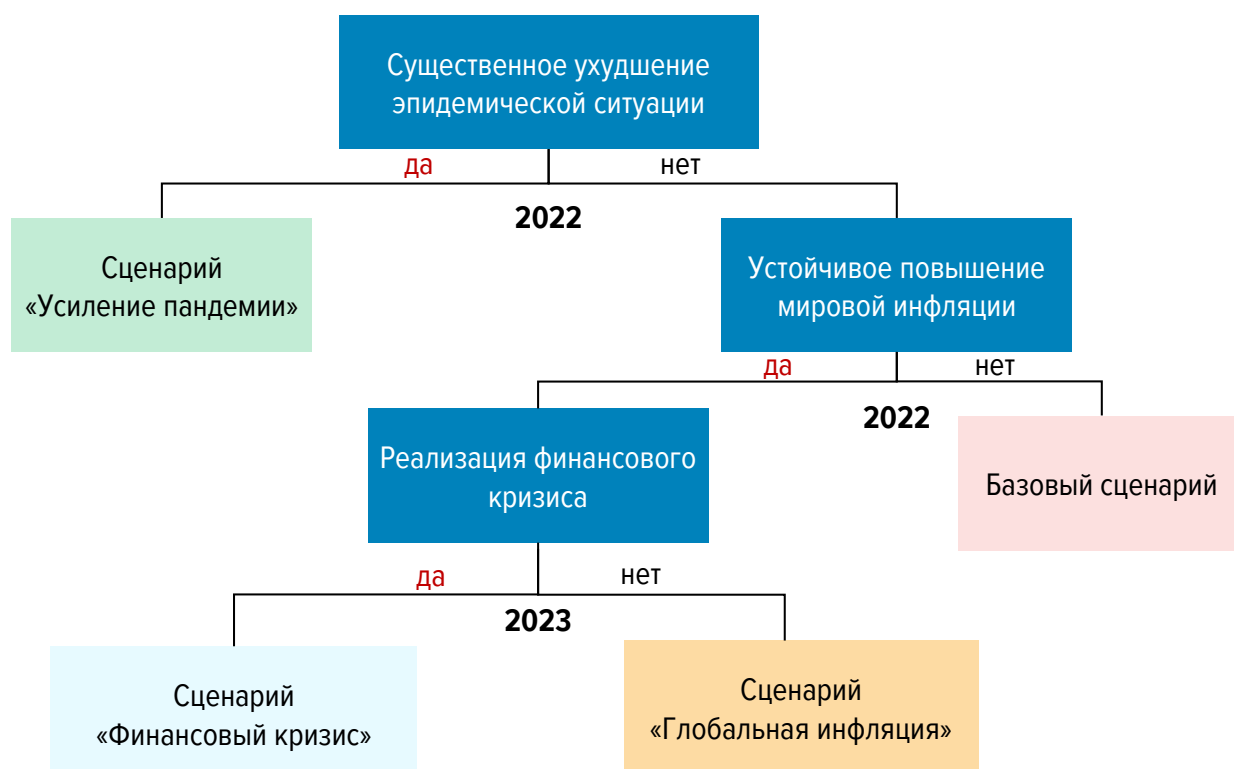 Существенное ухудшение
эпидемической ситуации
да
нет
2022
Сценарий
«Усиление пандемии»
Устойчивое повышение
мировой инфляции
да
нет
2022
Реализация финансового
кризиса
Базовый сценарий
да
нет
2023
Сценарий
«Финансовый кризис»
Сценарий
«Глобальная инфляция»